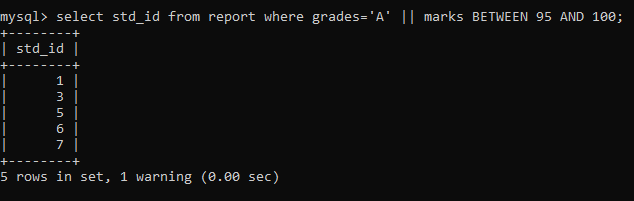 mysql> select std_id from report where grades='A' || marks BETWEEN 95 AND 100;
+--------+
| std_id |
+--------+
|      1 |
|      3 |
|      5 |
|      6 |
|      7 |
+--------+
5 rows in set, 1 warning (0.00 sec)